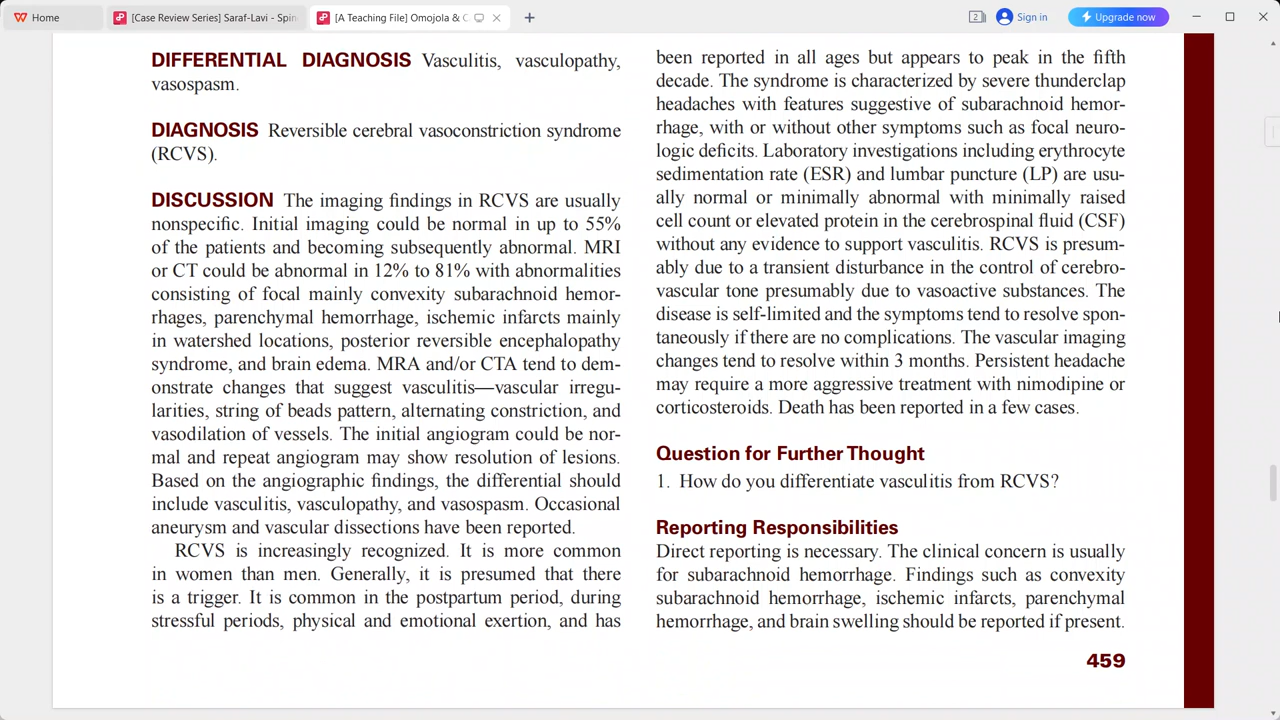 Home
[Case Review Series] Saraf-Lavi - Spin
[A Teaching File] Omojola & C
2
Sign in
Upgrade now
DIFFERENTIAL DIAGNOSIS Vasculitis, vasculopathy,
vasospasm.
DIAGNOSIS Reversible cerebral vasoconstriction syndrome
(RCVS).
DISCUSSION The imaging findings in RCVS are usually
nonspecific. Initial imaging could be normal in up to 55%
of the patients and becoming subsequently abnormal. MRI
or CT could be abnormal in 12% to 81% with abnormalities
consisting of focal mainly convexity subarachnoid hemor-
rhages, parenchymal hemorrhage, ischemic infarcts mainly
in watershed locations, posterior reversible encephalopathy
syndrome, and brain edema. MRA and/or CTA tend to dem-
onstrate changes that suggest vasculitis—vascular irregu-
larities, string of beads pattern, alternating constriction, and
vasodilation of vessels. The initial angiogram could be nor-
mal and repeat angiogram may show resolution of lesions.
Based on the angiographic findings, the differential should
include vasculitis, vasculopathy, and vasospasm. Occasional
aneurysm and vascular dissections have been reported.
RCVS is increasingly recognized. It is more common
in women than men. Generally, it is presumed that there
is a trigger. It is common in the postpartum period, during
stressful periods, physical and emotional exertion, and has
been reported in all ages but appears to peak in the fifth
decade. The syndrome is characterized by severe thunderclap
headaches with features suggestive of subarachnoid hemor-
rhage, with or without other symptoms such as focal neuro-
logic deficits. Laboratory investigations including erythrocyte
sedimentation rate (ESR) and lumbar puncture (LP) are usu-
ally normal or minimally abnormal with minimally raised
cell count or elevated protein in the cerebrospinal fluid (CSF)
without any evidence to support vasculitis. RCVS is presum-
ably due to a transient disturbance in the control of cerebro-
vascular tone presumably due to vasoactive substances. The
disease is self-limited and the symptoms tend to resolve spon-
taneously if there are no complications. The vascular imaging
changes tend to resolve within 3 months. Persistent headache
may require a more aggressive treatment with nimodipine or
corticosteroids. Death has been reported in a few cases.
Question for Further Thought
1. How do you differentiate vasculitis from RCVS?
Reporting Responsibilities
Direct reporting is necessary. The clinical concern is usually
for subarachnoid hemorrhage. Findings such as convexity
subarachnoid hemorrhage, ischemic infarcts, parenchymal
hemorrhage, and brain swelling should be reported if present.
459